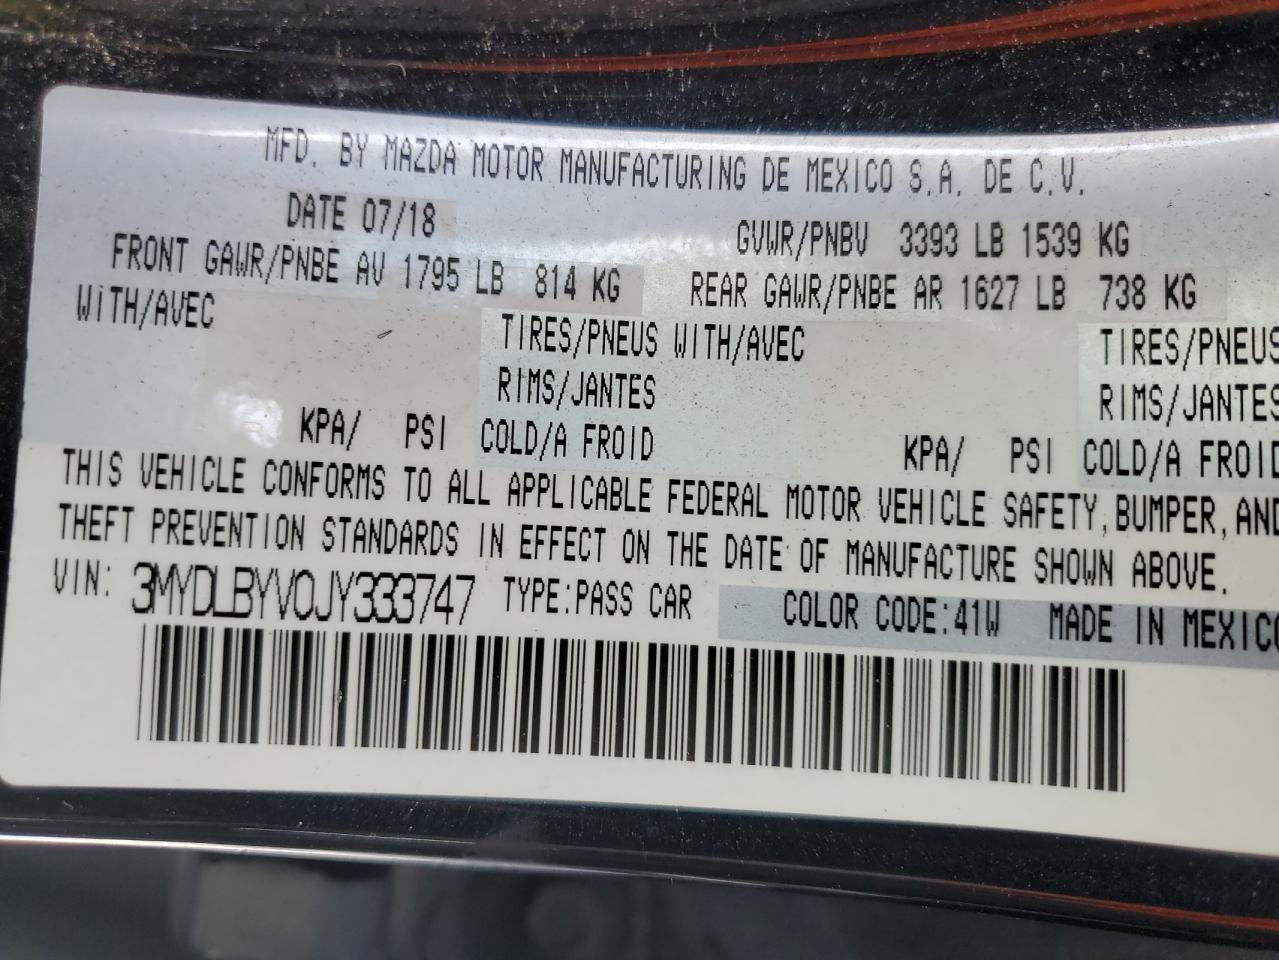 MFD. BY MAZDA MOTOR MANUFACTURING DE MEXICO S.A. DE C.V.
DATE 07/18 GVWR/PNBV 3393 LB 1539 KG
FRONT GAWR/PNBE AV 1795 LB 814 KG REAR GAWR/PNBE AR 1627 LB 738 KG
WITH/AVEC TIRES/PNEUS WITH/AVEC TIRES/PNEUS
RIMS/JANTES RIMS/JANTES
KPA/ PSI COLD/A FROID KPA/ PSI COLD/A FROID
THIS VEHICLE CONFORMS TO ALL APPLICABLE FEDERAL MOTOR VEHICLE SAFETY, BUMPER, AND
THEFT PREVENTION STANDARDS IN EFFECT ON THE DATE OF MANUFACTURE SHOWN ABOVE.
VIN: 3MYDLBYV0JY333747 TYPE:PASS CAR COLOR CODE:41W MADE IN MEXICO